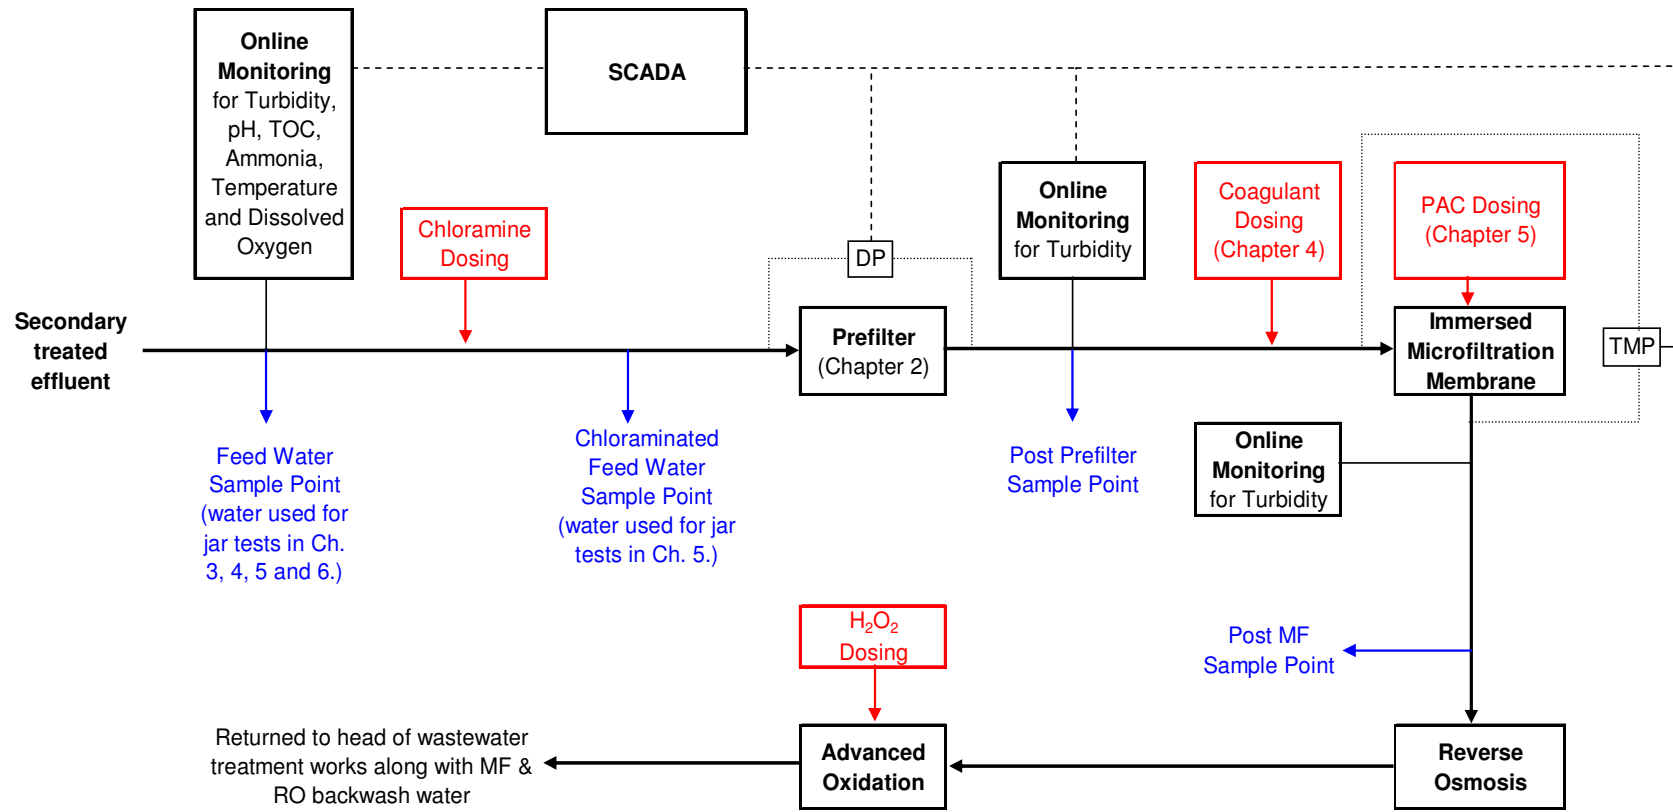 Online
Monitoring
for Turbidity,
pH, TOC,
Ammonia,
Temperature
and Dissolved
Oxygen
SCADA
Chloramine
Dosing
DP
Online
Monitoring
for Turbidity
Coagulant
Dosing
(Chapter 4)
PAC Dosing
(Chapter 5)
Secondary
treated
effluent
Prefilter
(Chapter 2)
Immersed
Microfiltration
Membrane
TMP
Feed Water
Sample Point
(water used for
jar tests in Ch.
3, 4, 5 and 6.)
Chloraminated
Feed Water
Sample Point
(water used for jar
tests in Ch. 5.)
Post Prefilter
Sample Point
Online
Monitoring
for Turbidity
H₂O₂
Dosing
Post MF
Sample Point
Returned to head of wastewater
treatment works along with MF &
RO backwash water
Advanced
Oxidation
Reverse
Osmosis